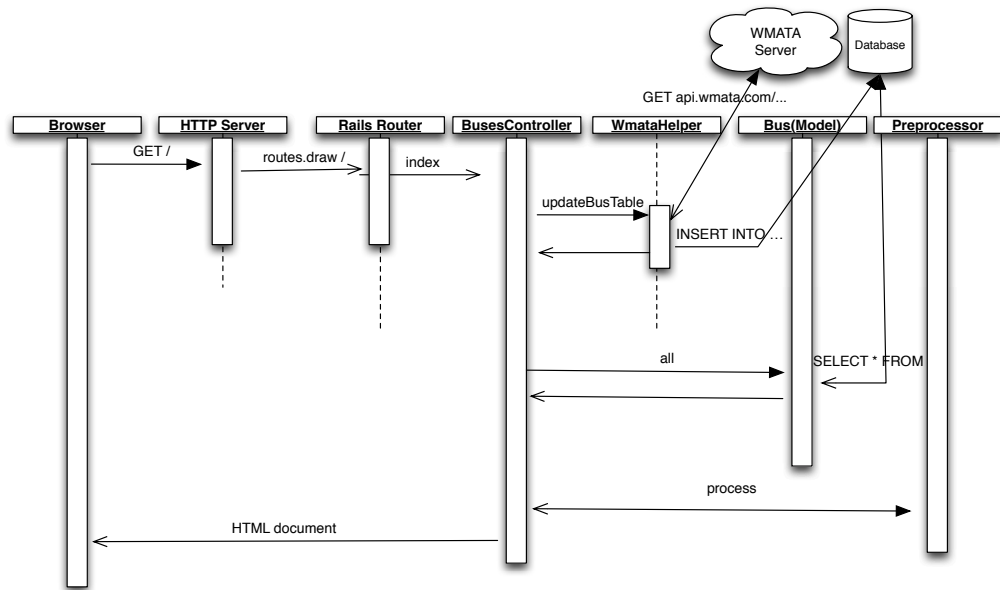 WMATA
Server
Database
GET api.wmata.com/...
Browser
HTTP Server
Rails Router
BusesController
WmataHelper
Bus(Model)
Preprocessor
GET /
routes.draw /
index
updateBusTable
INSERT INTO …
all
SELECT * FROM
process
HTML document